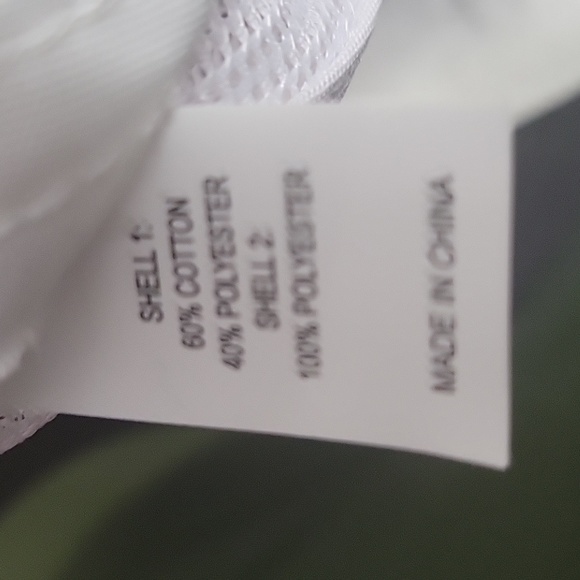 SHELL 1:
60% COTTON
40% POLYESTER
SHELL 2:
100% POLYESTER
MADE IN CHINA